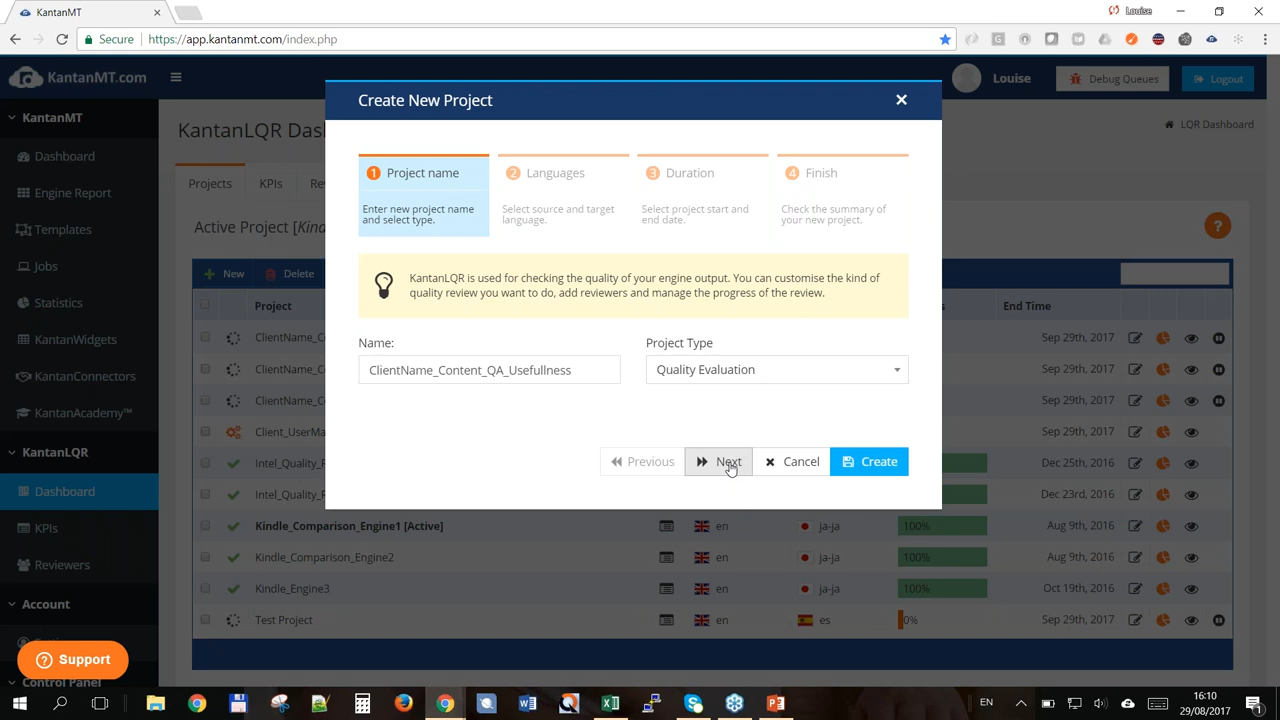 KantanMT
Louise
Secure
https://app.kantanmt.com/index.php
KantanMT.com
Louise
Debug Queues
Logout
KantanMT
Dashboard
Engine Report
Templates
Jobs
Statistics
KantanWidgets
KantanConnectors
KantanAcademy™
KantanLQR
Dashboard
KPIs
Reviewers
Account
Control Panel
Support
KantanLQR Das
LQR Dashboard
Projects
KPIs
Re
Active Project [Kind
New
Delete
Project
s
End Time
ClientName_Co
Sep 29th, 2017
ClientName_Co
Sep 29th, 2017
ClientName_Co
Sep 29th, 2017
Client_UserMa
Sep 29th, 2017
Intel_Quality_R
Dec 25th, 2016
Intel_Quality_R
Dec 23rd, 2016
Kindle_Comparison_Engine1 [Active]
en
ja-ja
100%
Aug 9th, 2016
Kindle_Comparison_Engine2
en
ja-ja
100%
Aug 9th, 2016
Kindle_Engine3
en
ja-ja
100%
Oct 19th, 2016
Test Project
en
es
0%
Sep 29th, 2017
Create New Project
1 Project name
Enter new project name
and select type.
2 Languages
Select source and target
language.
3 Duration
Select project start and
end date.
4 Finish
Check the summary of
your new project.
KantanLQR is used for checking the quality of your engine output. You can customise the kind of
quality review you want to do, add reviewers and manage the progress of the review.
Name:
ClientName_Content_QA_Usefullness
Project Type
Quality Evaluation
Previous
Next
Cancel
Create
EN
16:10
29/08/2017